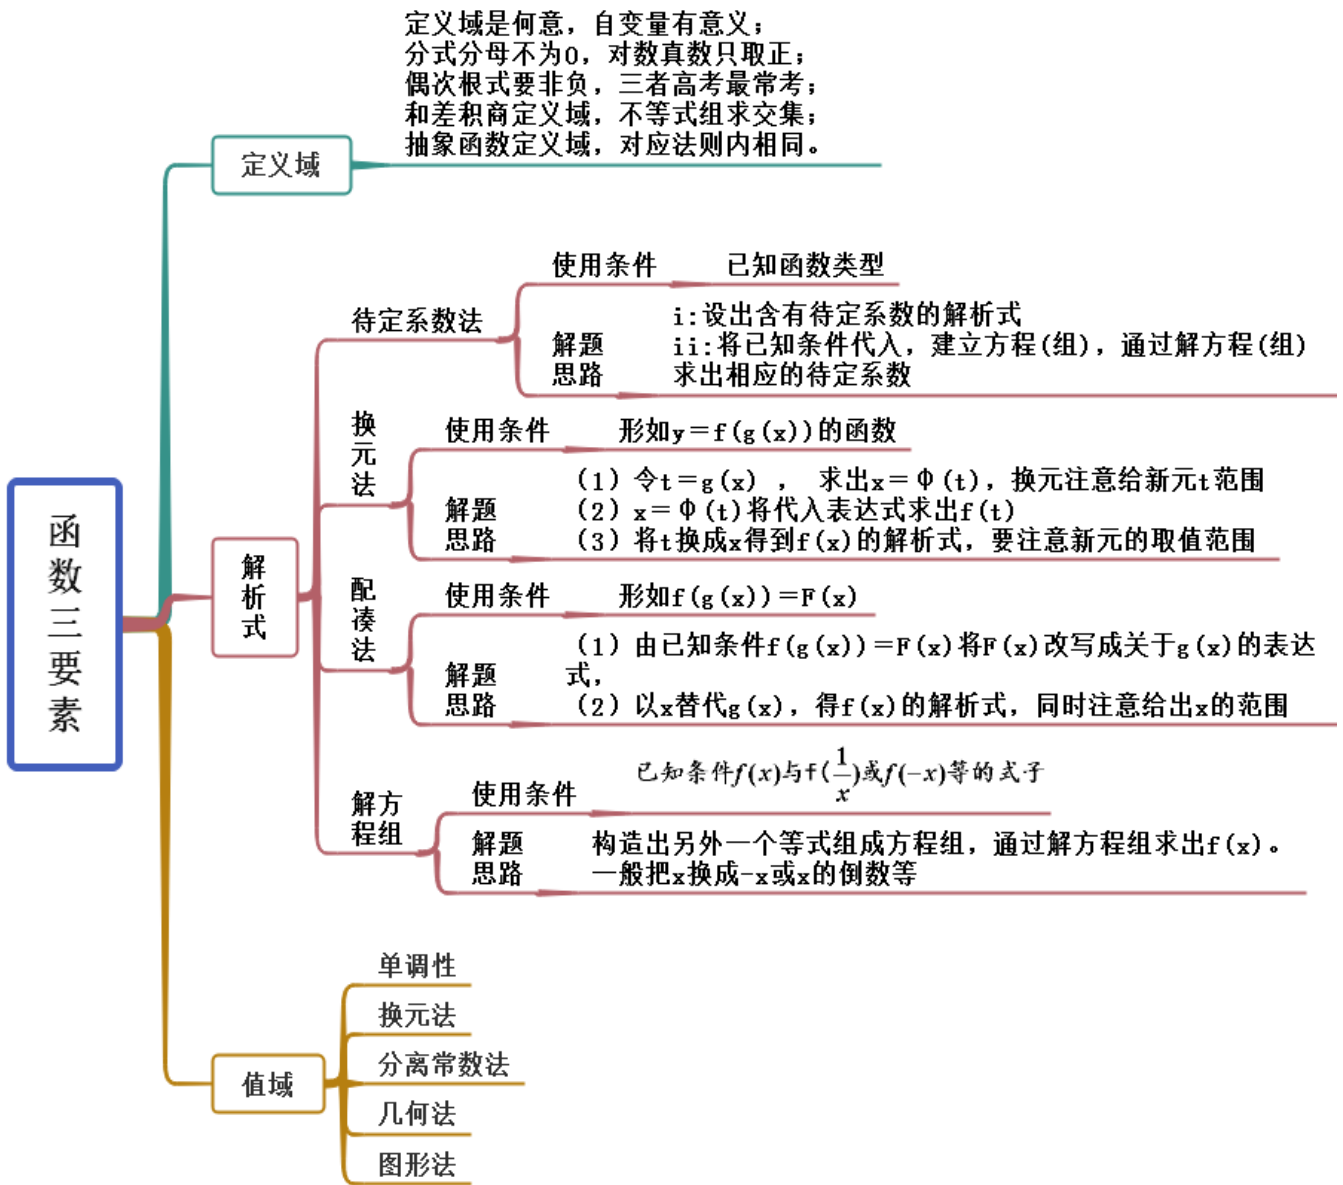 定义域是何意，自变量有意义；
分式分母不为0，对数真数只取正；
偶次根式要非负，三者高考最常考；
和差积商定义域，不等式组求交集；
抽象函数定义域，对应法则内相同。
定义域
函数三要素
解析式
待定系数法
使用条件
已知函数类型
解题
思路
i:设出含有待定系数的解析式
ii:将已知条件代入，建立方程(组)，通过解方程(组)
求出相应的待定系数
换元法
使用条件
形如y＝f(g(x))的函数
解题
思路
（1）令t＝g(x) ， 求出x＝Φ(t)，换元注意给新元t范围
（2）x＝Φ(t)将代入表达式求出f(t)
（3）将t换成x得到f(x)的解析式，要注意新元的取值范围
配凑法
使用条件
形如f(g(x))＝F(x)
解题
思路
（1）由已知条件f(g(x))＝F(x)将F(x)改写成关于g(x)的表达
式，
（2）以x替代g(x)，得f(x)的解析式，同时注意给出x的范围
解方
程组
使用条件
已知条件f(x)与f(1/x)或f(-x)等的式子
解题
思路
构造出另外一个等式组成方程组，通过解方程组求出f(x)。
一般把x换成-x或x的倒数等
值域
单调性
换元法
分离常数法
几何法
图形法